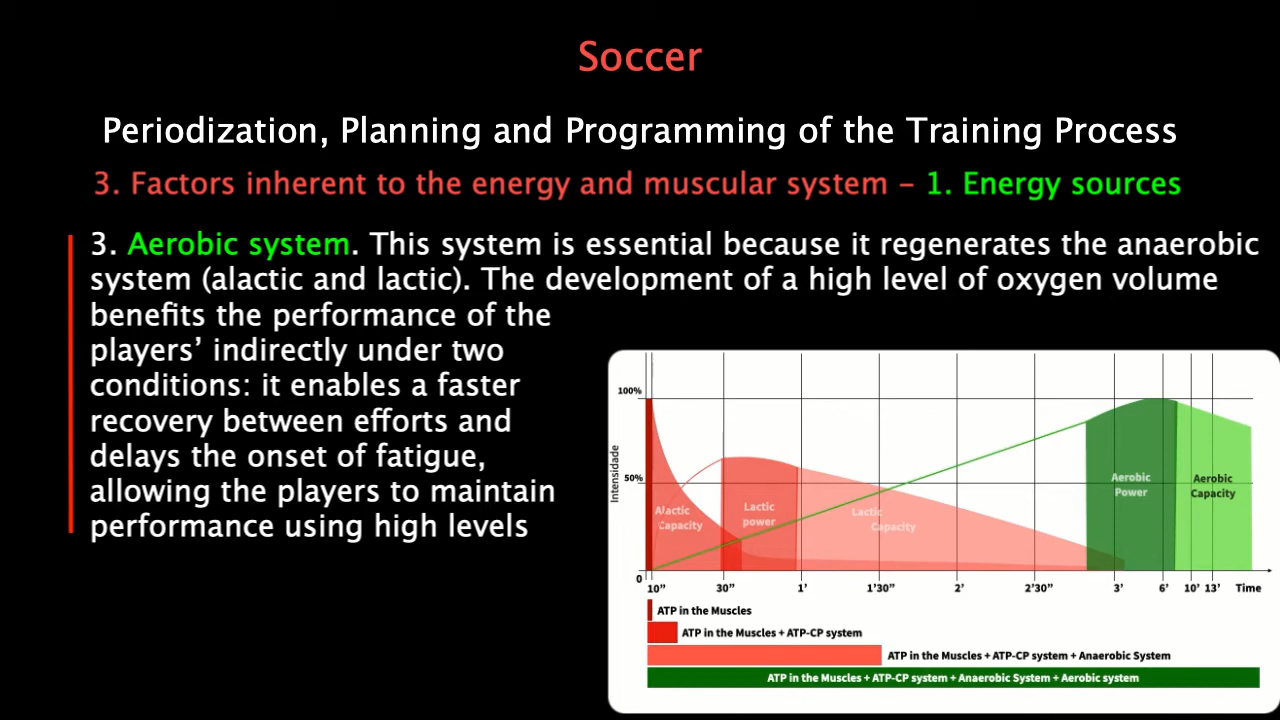 Soccer
Periodization, Planning and Programming of the Training Process
3. Factors inherent to the energy and muscular system – 1. Energy sources
3. Aerobic system. This system is essential because it regenerates the anaerobic
system (alactic and lactic). The development of a high level of oxygen volume
benefits the performance of the
players’ indirectly under two
conditions: it enables a faster
recovery between efforts and
delays the onset of fatigue,
allowing the players to maintain
performance using high levels
100%
Intensidade
50%
0
Alactic
Capacity
Lactic
power
Lactic
Capacity
Aerobic
Power
Aerobic
Capacity
10” 30” 1’ 1’30” 2’ 2’30” 3’ 6’ 10’ 13’ Time
ATP in the Muscles
ATP in the Muscles + ATP-CP system
ATP in the Muscles + ATP-CP system + Anaerobic System
ATP in the Muscles + ATP-CP system + Anaerobic System + Aerobic system